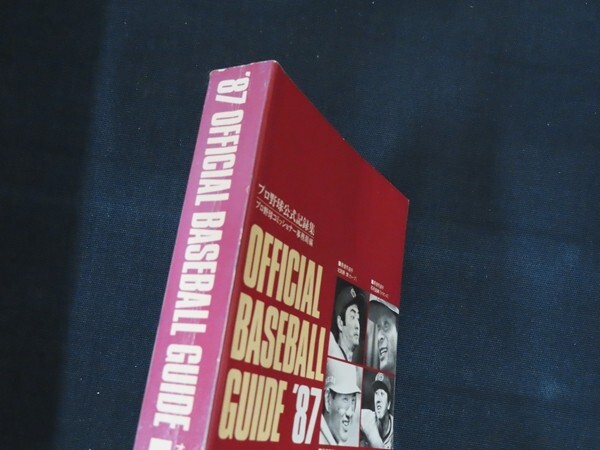 '87 OFFICIAL BASEBALL GUIDE
プロ野球公式記録集
プロ野球コミッショナー事務局編
OFFICIAL
BASEBALL
GUIDE '87